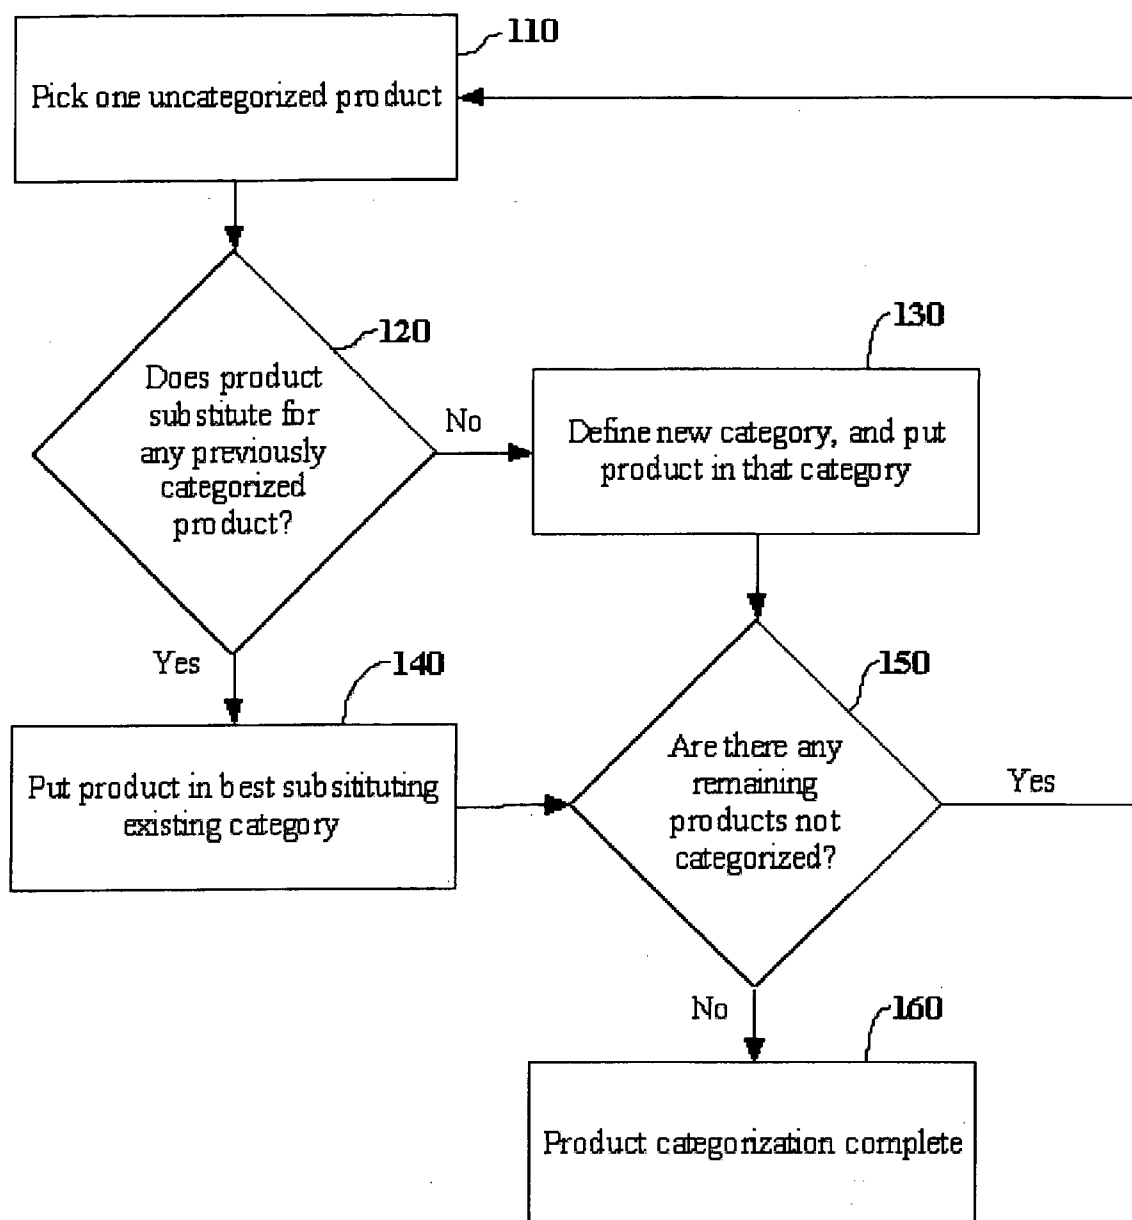 110
Pick one uncategorized product
120
Does product
substitute for
any previously
categorized
product?
No
130
Define new category, and put
product in that category
Yes
140
Put product in best subsitituting
existing category
150
Are there any
remaining
products not
categorized?
Yes
No
160
Product categorization complete